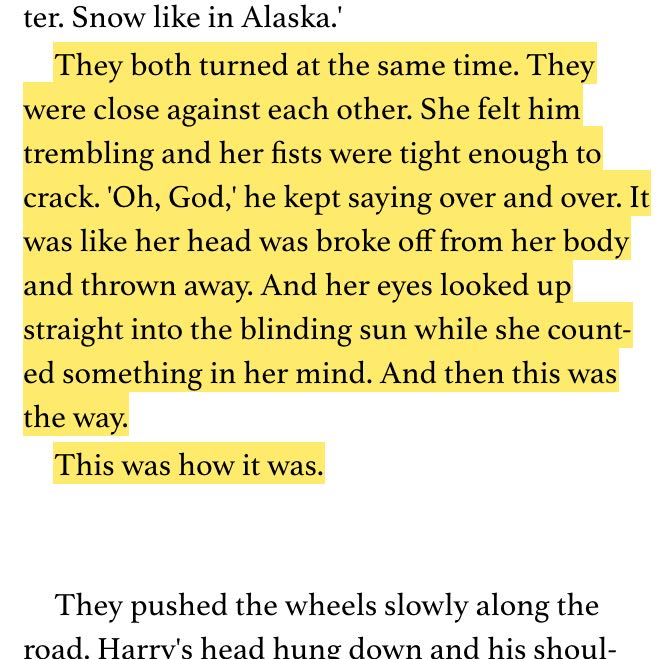 ter. Snow like in Alaska.'
They both turned at the same time. They
were close against each other. She felt him
trembling and her fists were tight enough to
crack. 'Oh, God,' he kept saying over and over. It
was like her head was broke off from her body
and thrown away. And her eyes looked up
straight into the blinding sun while she count-
ed something in her mind. And then this was
the way.
This was how it was.
They pushed the wheels slowly along the
road. Harry's head hung down and his shoul-